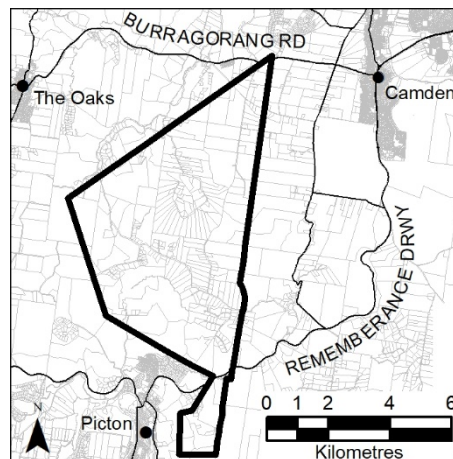 BURRAGORANG RD
The Oaks
Camden
REMEMBERANCE DRWY
N
Picton
0 1 2 4 6
Kilometres